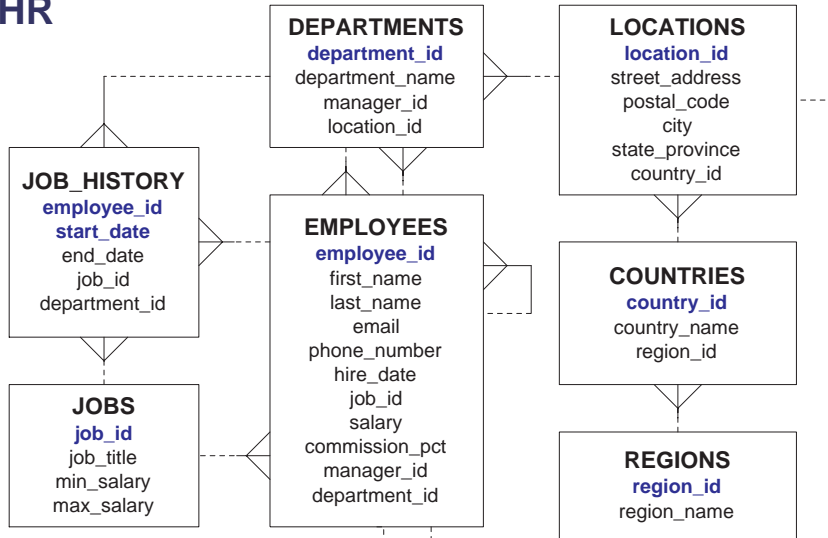 HR
DEPARTMENTS
department_id
department_name
manager_id
location_id
LOCATIONS
location_id
street_address
postal_code
city
state_province
country_id
JOB_HISTORY
employee_id
start_date
end_date
job_id
department_id
EMPLOYEES
employee_id
first_name
last_name
email
phone_number
hire_date
job_id
salary
commission_pct
manager_id
department_id
COUNTRIES
country_id
country_name
region_id
JOBS
job_id
job_title
min_salary
max_salary
REGIONS
region_id
region_name